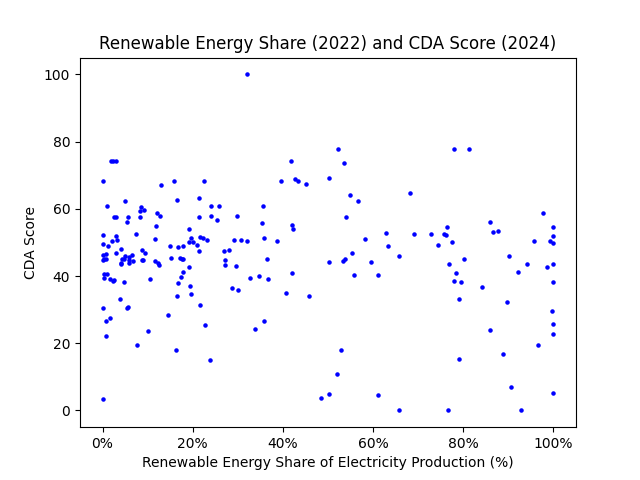 Renewable Energy Share (2022) and CDA Score (2024)
100
80
60
40
20
0
CDA Score
0% 20% 40% 60% 80% 100%
Renewable Energy Share of Electricity Production (%)